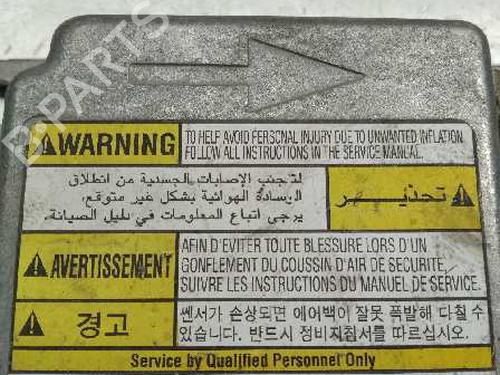 WARNING
TO HELP AVOID PERSONAL INJURY DUE TO UNWANTED INFLATION,
FOLLOW ALL INSTRUCTIONS IN THE SERVICE MANUAL.
لتجنب الإصابات الجسدية من انطلاق
الوسادة الهوائية بشكل غير متوقع,
يرجى اتباع المعلومات في دليل الصيانة.
تحذيـر
AVERTISSEMENT
AFIN D'EVITER TOUTE BLESSURE LORS D'UN
GONFLEMENT DU COUSSIN D'AIR DE SECURITE,
SUIVRE LES INSTRUCTIONS DU MANUEL DE SERVICE.
경고
쎈서가 손상되면 에어백이 잘못 폭발해 다칠 수
있습니다. 반드시 정비지침서를 따르십시오.
Service by Qualified Personnel Only
B-PARTS